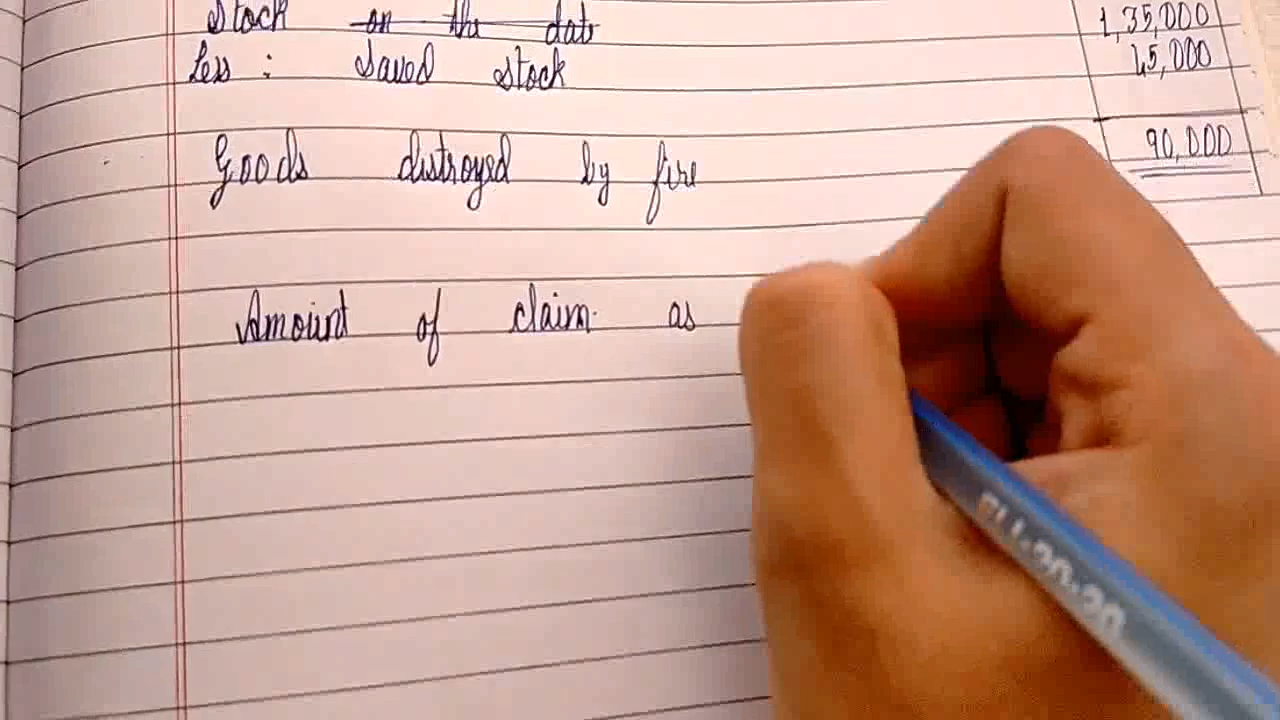 Stock on the date 1,35,000
Less : Saved Stock 45,000
Goods distroyed by fire 90,000
Amount of claim as